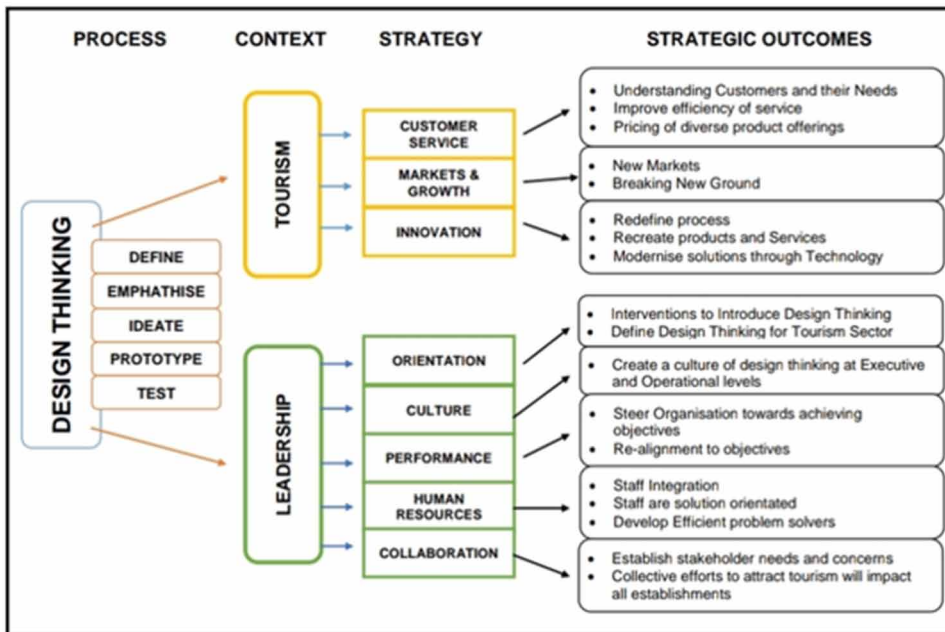 PROCESS
CONTEXT
STRATEGY
STRATEGIC OUTCOMES
DESIGN THINKING
DEFINE
EMPHATHISE
IDEATE
PROTOTYPE
TEST
TOURISM
CUSTOMER
SERVICE
MARKETS &
GROWTH
INNOVATION
• Understanding Customers and their Needs
• Improve efficiency of service
• Pricing of diverse product offerings
• New Markets
• Breaking New Ground
• Redefine process
• Recreate products and Services
• Modernise solutions through Technology
LEADERSHIP
ORIENTATION
CULTURE
PERFORMANCE
HUMAN
RESOURCES
COLLABORATION
• Interventions to Introduce Design Thinking
• Define Design Thinking for Tourism Sector
• Create a culture of design thinking at Executive
and Operational levels
• Steer Organisation towards achieving
objectives
• Re-alignment to objectives
• Staff Integration
• Staff are solution orientated
• Develop Efficient problem solvers
• Establish stakeholder needs and concerns
• Collective efforts to attract tourism will impact
all establishments